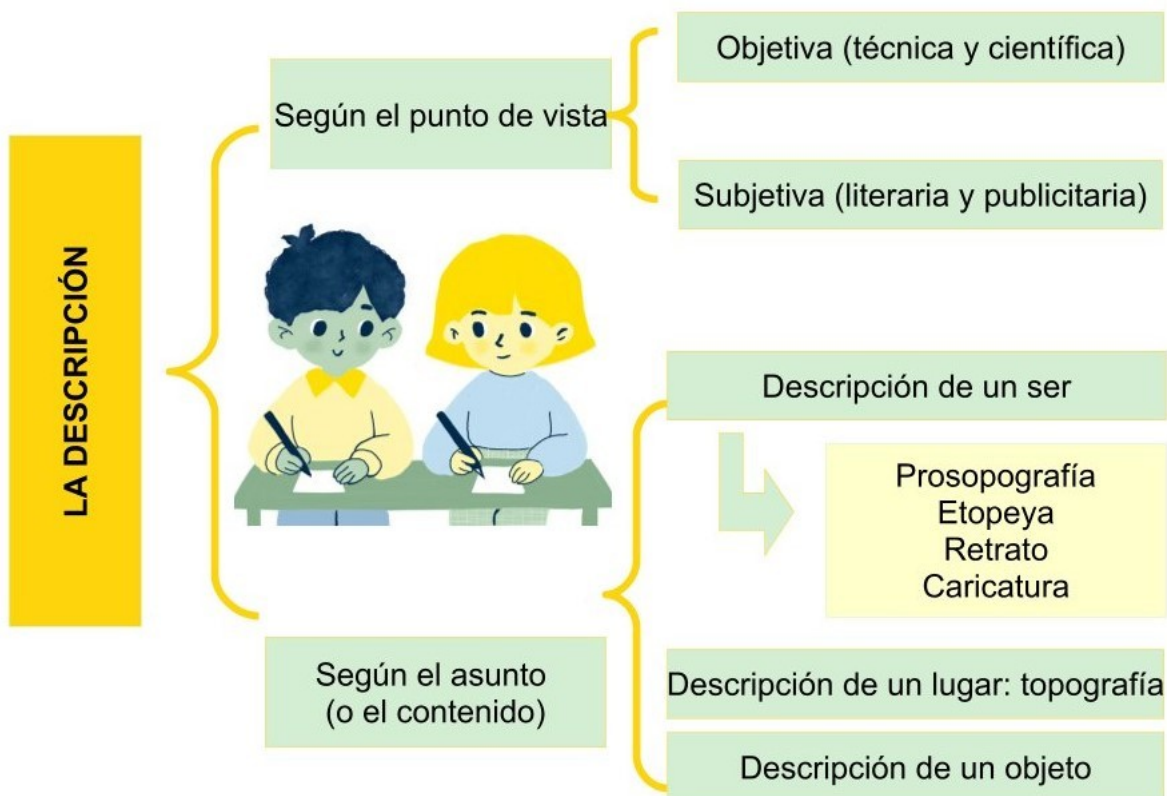 LA DESCRIPCIÓN
Según el punto de vista
Objetiva (técnica y científica)
Subjetiva (literaria y publicitaria)
Según el asunto
(o el contenido)
Descripción de un ser
Prosopografía
Etopeya
Retrato
Caricatura
Descripción de un lugar: topografía
Descripción de un objeto